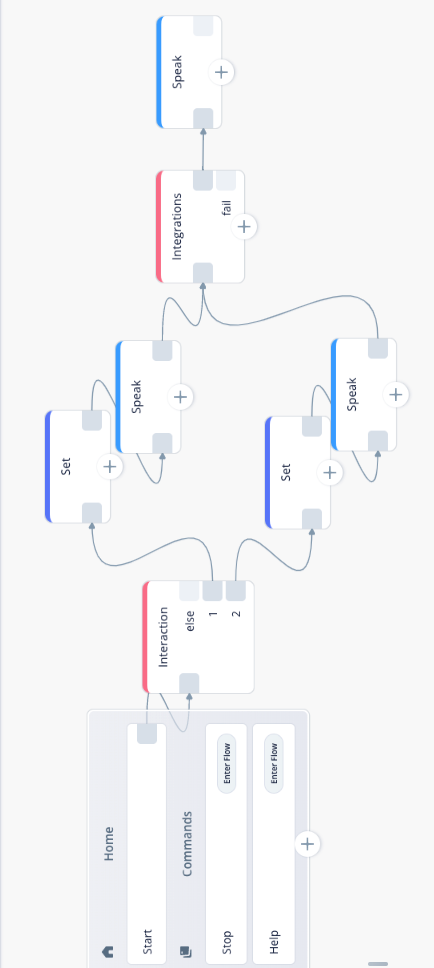 Home
Start
Commands
Stop
Enter Flow
Help
Enter Flow
Interaction
else
1
2
Set
Speak
Set
Speak
Integrations
fail
Speak